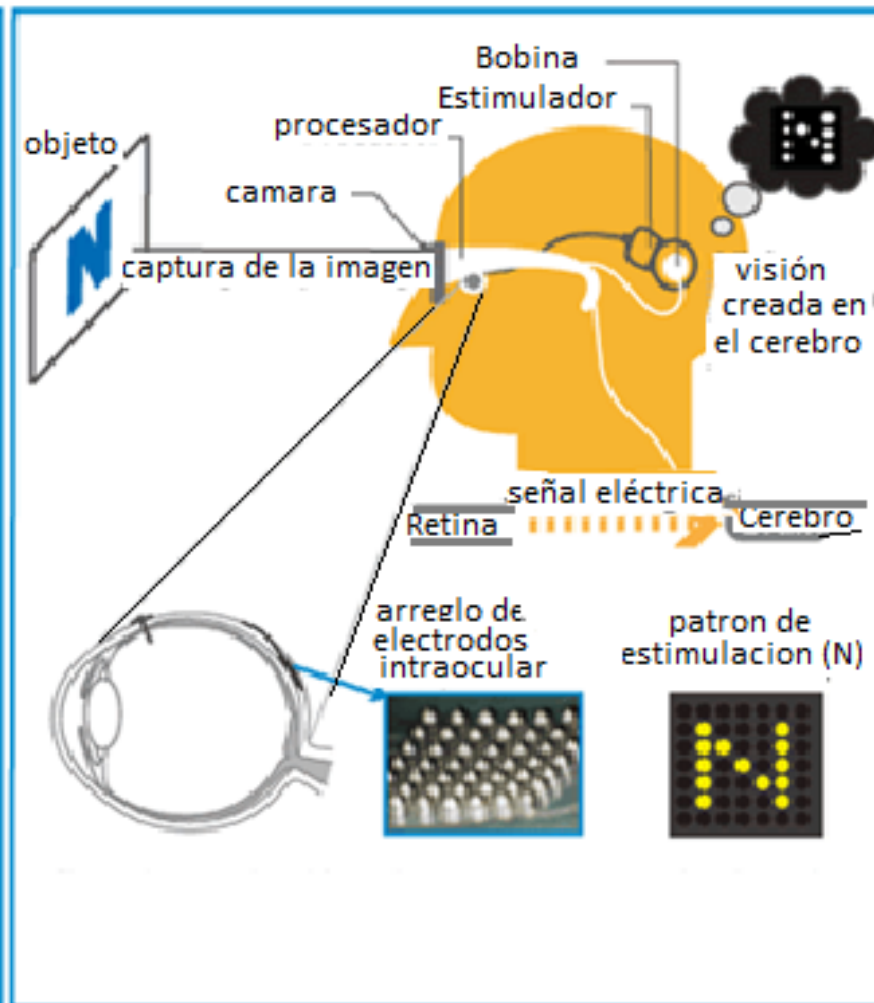 Bobina
Estimulador
procesador
objeto
camara
captura de la imagen
N
N
visión
creada en
el cerebro
señal eléctrica
Retina
Cerebro
arreglo de
electrodos
intraocular
patron de
estimulacion (N)
N